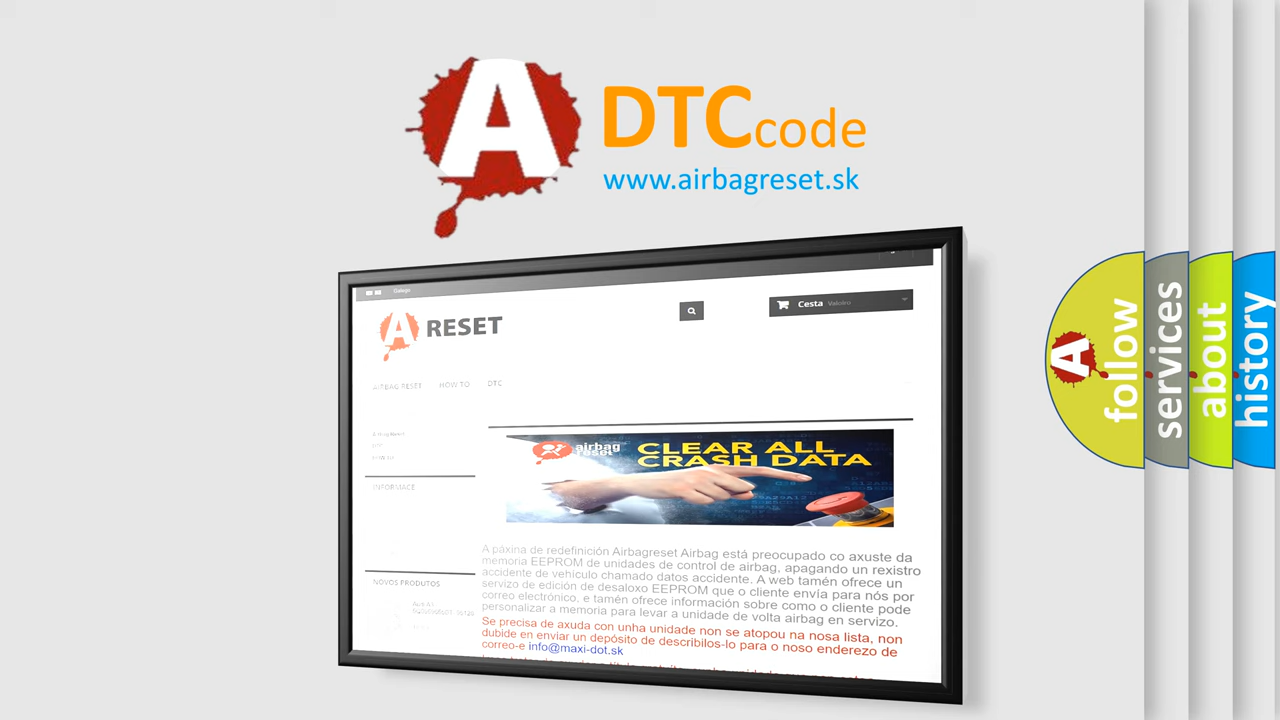 A
DTC code
www.airbagreset.sk
Galego
A RESET
Cesta Valeiro
AIRBAG RESET HOW TO DTC
INFORMACE
airbag
reset
CLEAR ALL
CRASH DATA
NOVOS PRODUTOS
A páxina de redefinición Airbagreset Airbag está preocupado co axuste da
memoria EEPROM de unidades de control de airbag, apagando un rexistro
accidente de vehículo chamado datos accidente. A web tamén ofrece un
servizo de edición de desaloxo EEPROM que o cliente envía para nós por
correo electrónico, e tamén ofrece información sobre como o cliente pode
personalizar a memoria para levar a unidade de volta airbag en servizo.
Se precisa de axuda con unha unidade non se atopou na nosa lista, non
dubide en enviar un depósito de describilos-lo para o noso enderezo de
correo-e info@maxi-dot.sk
A
follow
services
about
history